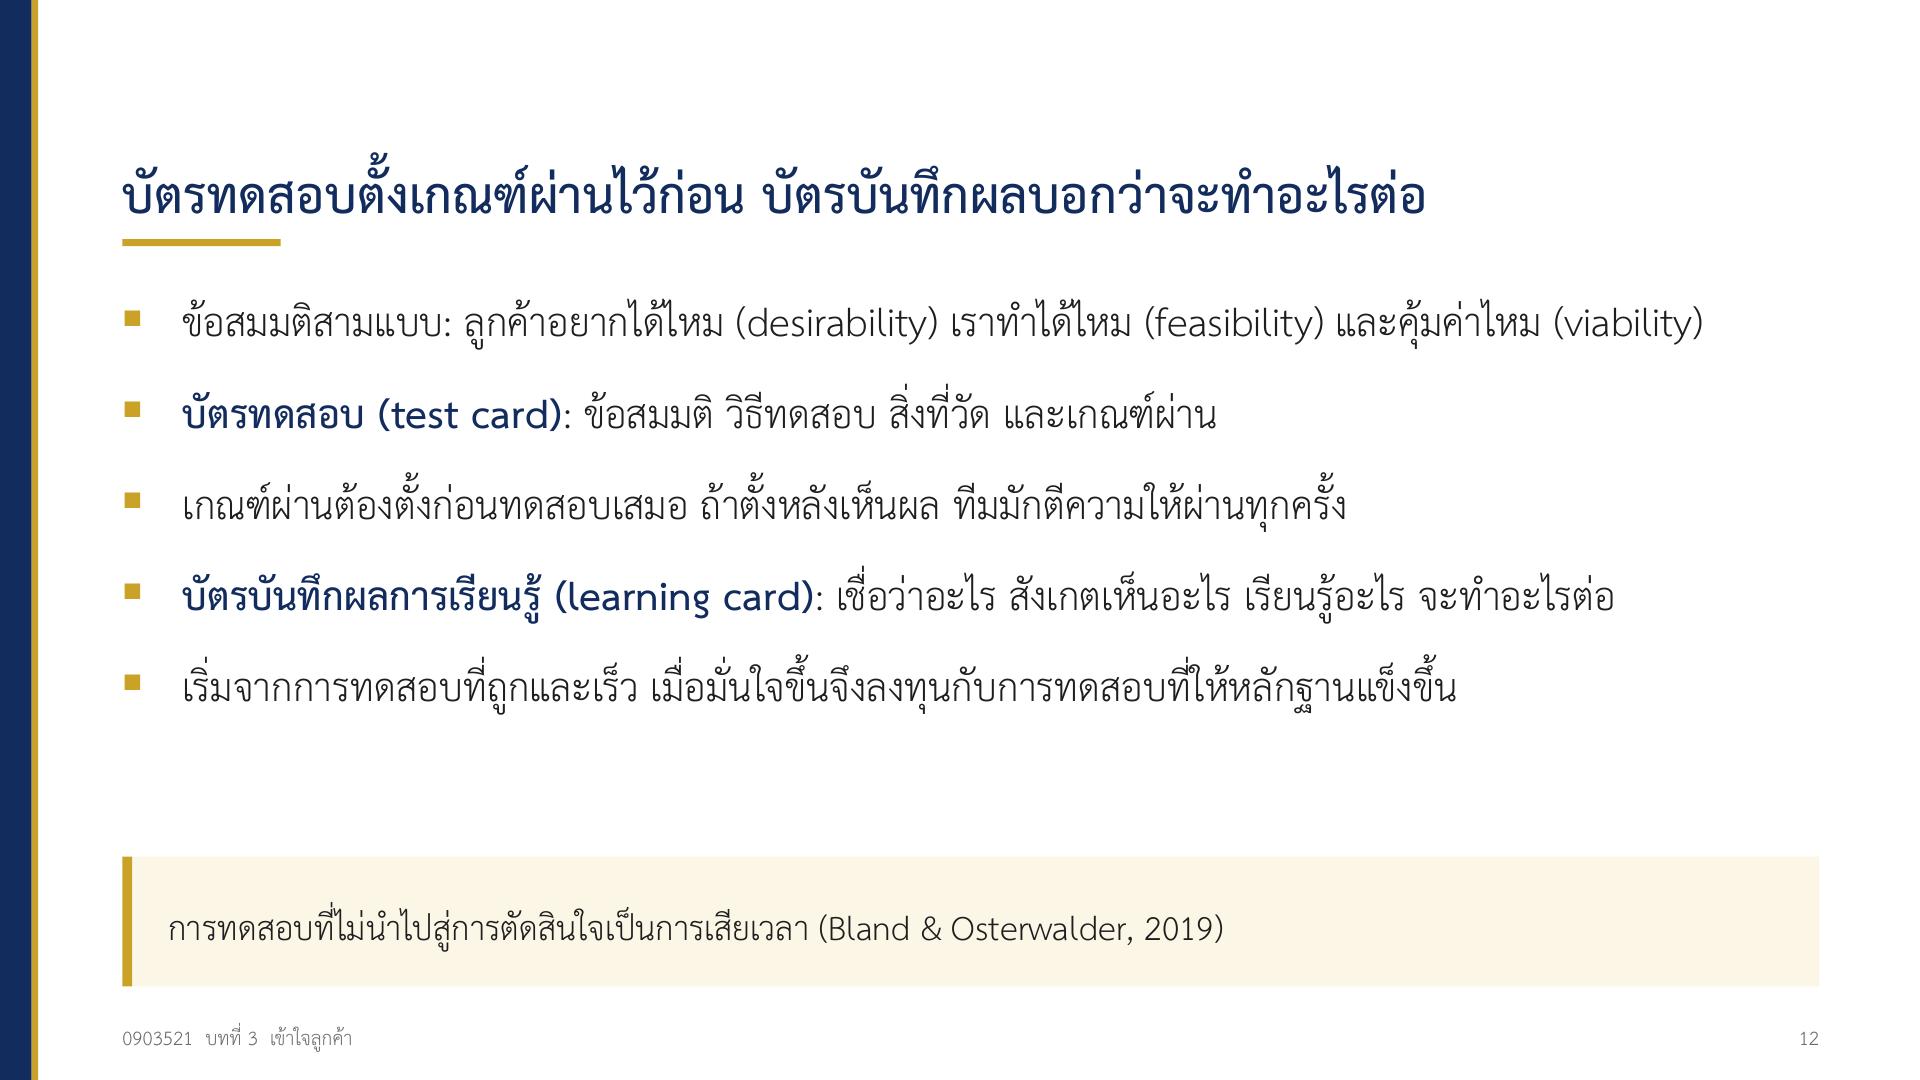 บัตรทดสอบตั้งเกณฑ์ผ่านไว้ก่อน บัตรบันทึกผลบอกว่าจะทำอะไรต่อ
ข้อสมมติสามแบบ: ลูกค้าอยากได้ไหม (desirability) เราทำได้ไหม (feasibility) และคุ้มค่าไหม (viability)
บัตรทดสอบ (test card): ข้อสมมติ วิธีทดสอบ สิ่งที่วัด และเกณฑ์ผ่าน
เกณฑ์ผ่านต้องตั้งก่อนทดสอบเสมอ ถ้าตั้งหลังเห็นผล ทีมมักตีความให้ผ่านทุกครั้ง
บัตรบันทึกผลการเรียนรู้ (learning card): เชื่อว่าอะไร สังเกตเห็นอะไร เรียนรู้อะไร จะทำอะไรต่อ
เริ่มจากการทดสอบที่ถูกและเร็ว เมื่อมั่นใจขึ้นจึงลงทุนกับการทดสอบที่ให้หลักฐานแข็งขึ้น
การทดสอบที่ไม่นำไปสู่การตัดสินใจเป็นการเสียเวลา (Bland & Osterwalder, 2019)
0903521 บทที่ 3 เข้าใจลูกค้า
12